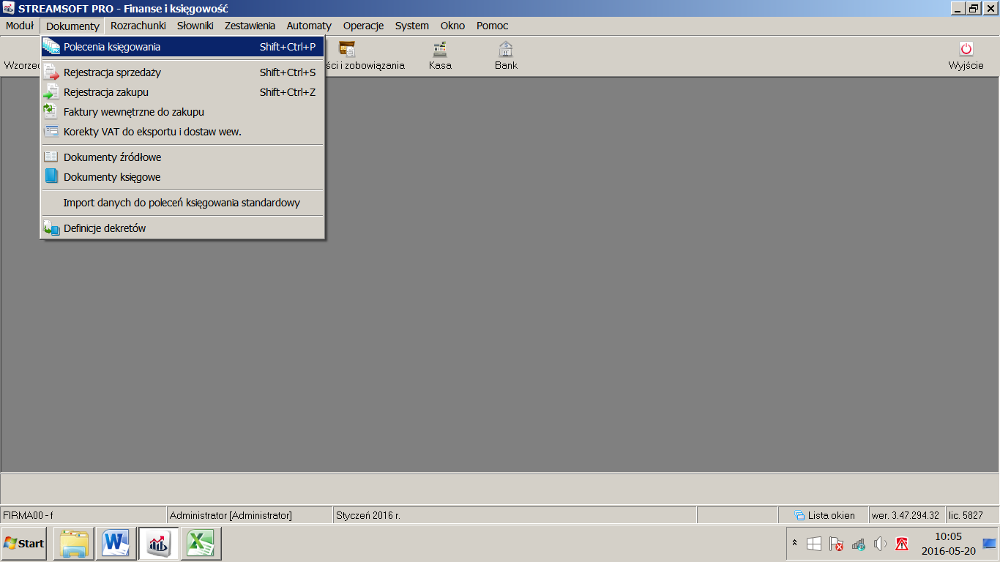 STREAMSOFT PRO - Finanse i księgowość
Moduł Dokumenty Rozrachunki Słowniki Zestawienia Automaty Operacje System Okno Pomoc
Polecenia księgowania Shift+Ctrl+P
Rejestracja sprzedaży Shift+Ctrl+S
Rejestracja zakupu Shift+Ctrl+Z
Faktury wewnętrzne do zakupu
Korekty VAT do eksportu i dostaw wew.
Dokumenty źródłowe
Dokumenty księgowe
Import danych do poleceń księgowania standardowy
Definicje dekretów
Wzorzec ści i zobowiązania Kasa Bank Wyjście
FIRMA00 - f Administrator [Administrator] Styczeń 2016 r. Lista okien wer. 3.47.294.32 lic. 5827
Start
10:05
2016-05-20